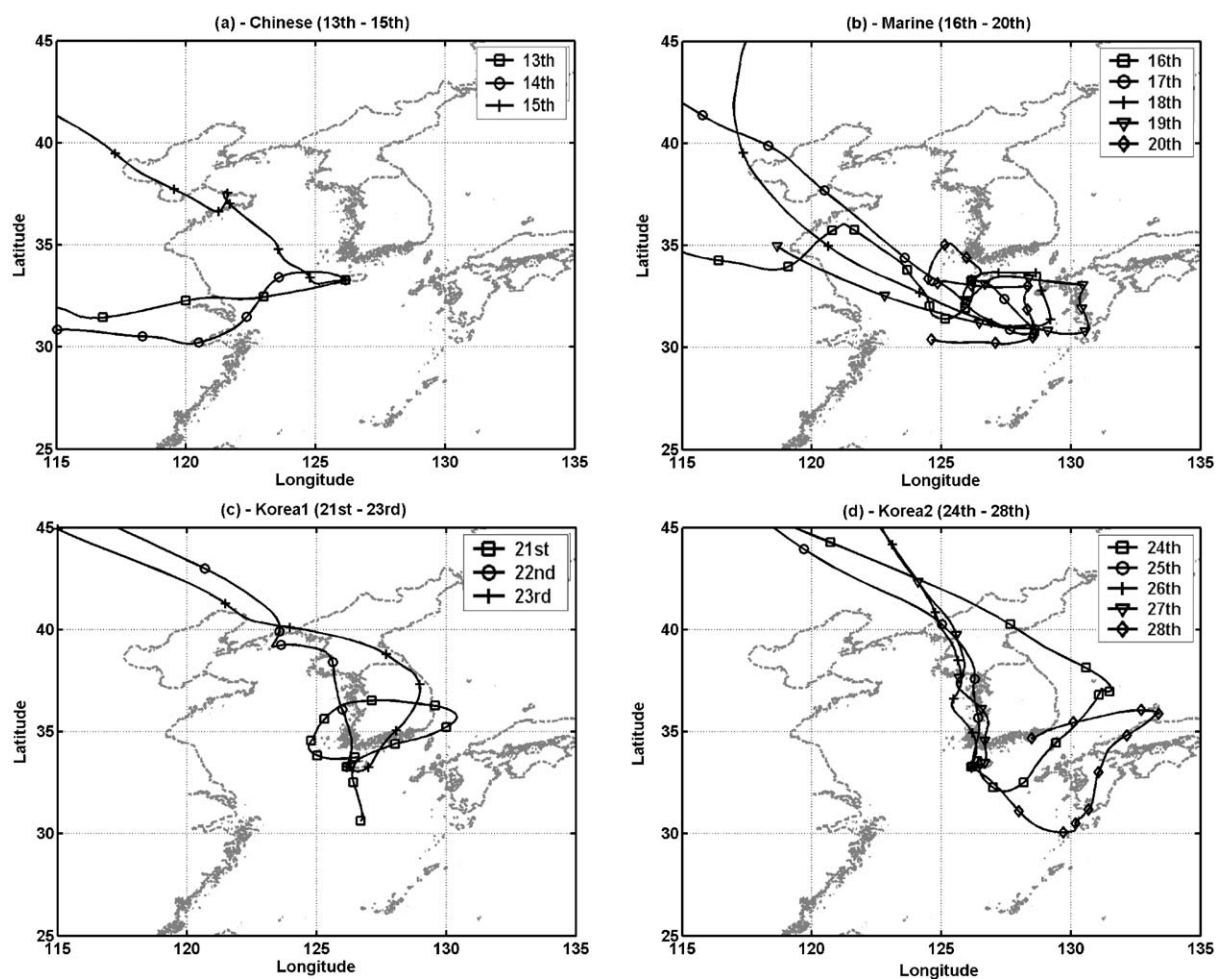 (a) - Chinese (13th - 15th)
45
40
35
30
25
Latitude
115
120
125
130
135
Longitude
13th
14th
15th
(b) - Marine (16th - 20th)
45
40
35
30
25
Latitude
115
120
125
130
135
Longitude
16th
17th
18th
19th
20th
(c) - Korea1 (21st - 23rd)
45
40
35
30
25
Latitude
115
120
125
130
135
Longitude
21st
22nd
23rd
(d) - Korea2 (24th - 28th)
45
40
35
30
25
Latitude
115
120
125
130
135
Longitude
24th
25th
26th
27th
28th